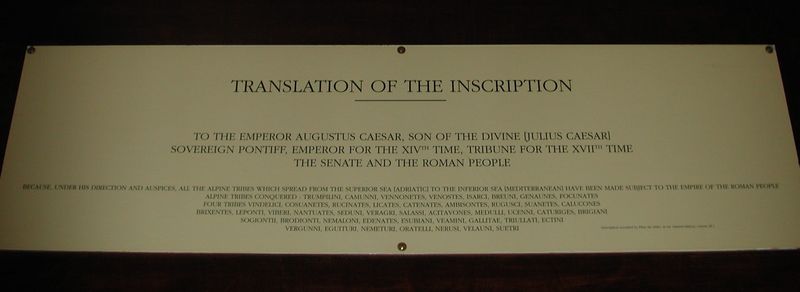 TRANSLATION OF THE INSCRIPTION
TO THE EMPEROR AUGUSTUS CAESAR, SON OF THE DIVINE [JULIUS CAESAR]
SOVEREIGN PONTIFF, EMPEROR FOR THE XIVTH TIME, TRIBUNE FOR THE XVIITH TIME
THE SENATE AND THE ROMAN PEOPLE
BECAUSE, UNDER HIS DIRECTION AND AUSPICES, ALL THE ALPINE TRIBES WHICH SPREAD FROM THE SUPERIOR SEA [ADRIATIC] TO THE INFERIOR SEA [MEDITERRANEAN] HAVE BEEN MADE SUBJECT TO THE EMPIRE OF THE ROMAN PEOPLE
ALPINE TRIBES CONQUERED : TRUMPILINI, CAMUNNI, VENNONETES, VENOSTES, ISARCI, BREUNI, GENAUNES, FOCUNATES
FOUR TRIBES VINDELICI, COSUANETES, RUCINATES, LICATES, CATENATES, AMBISONTES, RUGUSCI, SUANETES, CALUCONES
BRIXENTES, LEPONTI, VIBERI, NANTUATES, SEDUNI, VERAGRI, SALASSI, ACITAVONES, MEDULLI, UCENNI, CATURIGES, BRIGIANI
SOGIONTII, BRODIONTI, NEMALONI, EDENATES, ESUBIANI, VEAMINI, GALLITAE, TRIULLATI, ECTINI
VERGUNNI, EGUITURI, NEMETURI, ORATELLI, NERUSI, VELAUNI, SUETRI